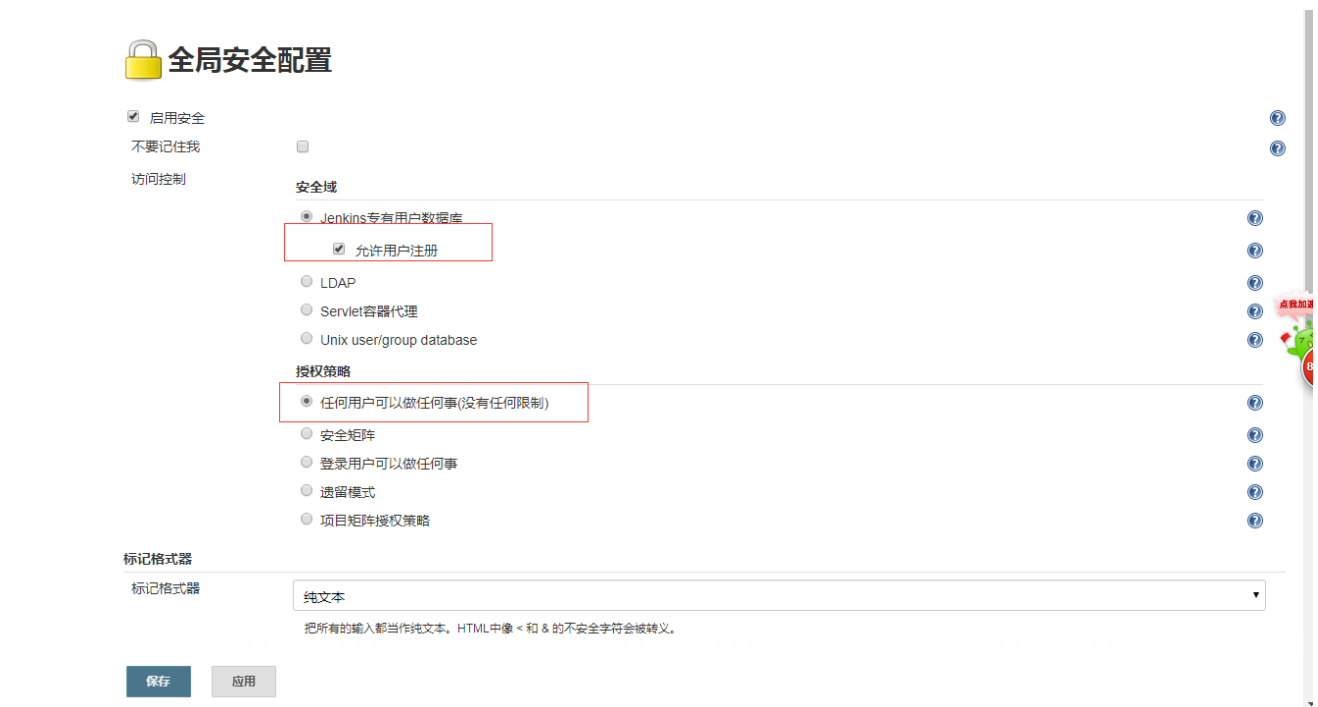 全局安全配置
启用安全
不要记住我
访问控制
安全域
Jenkins专有用户数据库
允许用户注册
LDAP
Servlet容器代理
Unix user/group database
点我加速
授权策略
任何用户可以做任何事(没有任何限制)
安全矩阵
登录用户可以做任何事
遗留模式
项目矩阵授权策略
标记格式器
标记格式器
纯文本
把所有的输入都当作纯文本。HTML中像 < 和 & 的不安全字符会被转义。
保存 应用